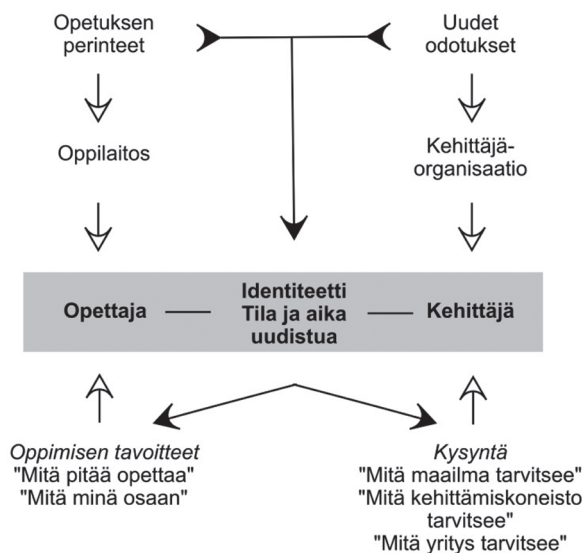 Opetuksen
perinteet
Uudet
odotukset
Oppilaitos
Kehittäjä-
organisaatio
Opettaja
Identiteetti
Tila ja aika
uudistua
Kehittäjä
Oppimisen tavoitteet
"Mitä pitää opettaa"
"Mitä minä osaan"
Kysyntä
"Mitä maailma tarvitsee"
"Mitä kehittämiskoneisto
tarvitsee"
"Mitä yritys tarvitsee"